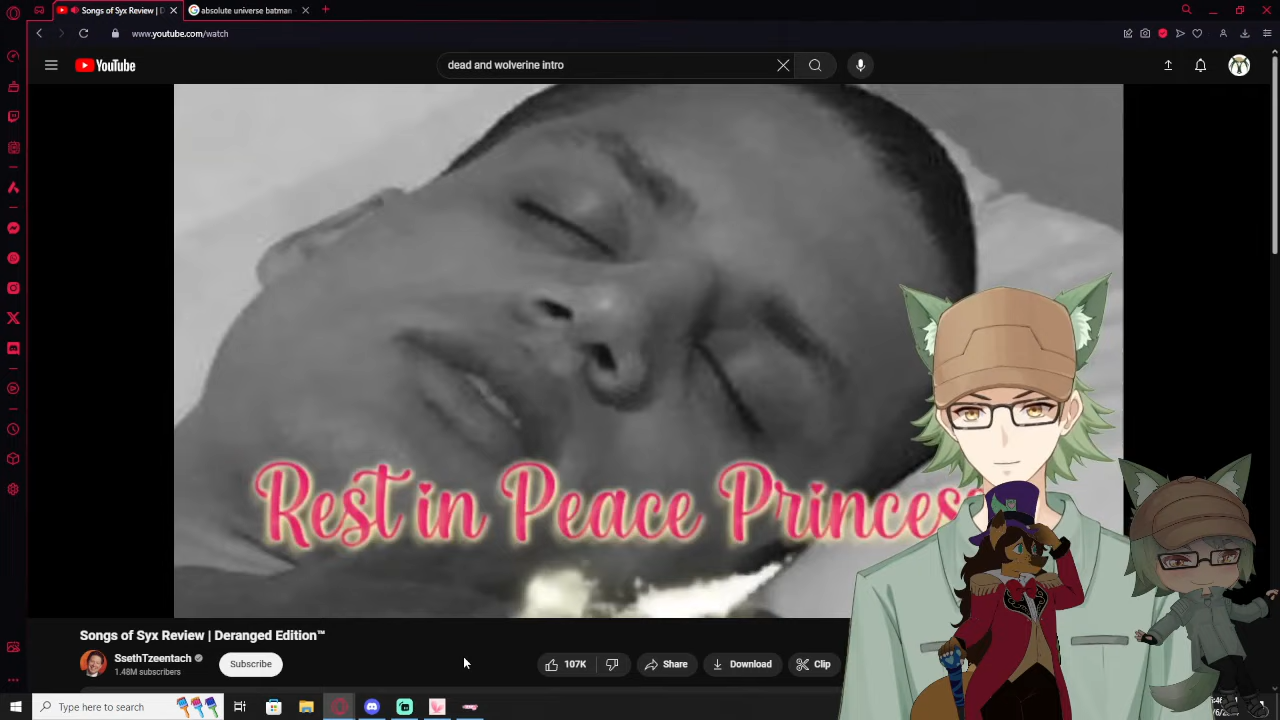 Songs of Syx Review | D
absolute universe batman
www.youtube.com/watch
YouTube
dead and wolverine intro
Rest in Peace Princess
Songs of Syx Review | Deranged Edition™
SsethTzeentach
1.48M subscribers
Subscribe
107K
Share
Download
Clip
Type here to search